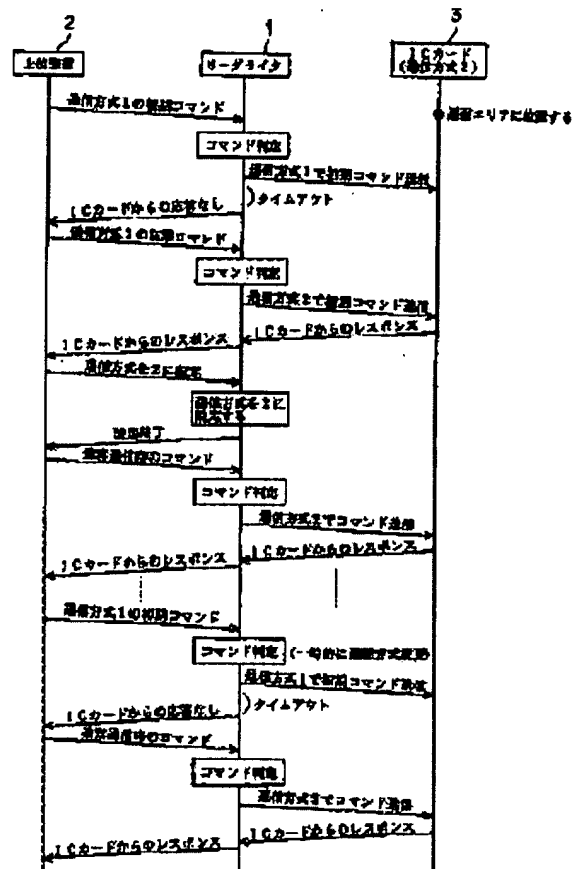 2
1
3
上位装置
リーダライタ
ICカード
(通信方式2)
通信方式1の初期コマンド
通信エリアに位置する
コマンド判定
通信方式1で初期コマンド送信
タイムアウト
ICカードからの応答なし
通信方式2の初期コマンド
コマンド判定
通信方式2で初期コマンド送信
ICカードからのレスポンス
ICカードからのレスポンス
通信方式を2に設定
通信方式を2に
設定する
設定終了
コマンド
コマンド判定
通信方式2でコマンド送信
ICカードからのレスポンス
ICカードからのレスポンス
通信方式1の初期コマンド
コマンド判定 (一時的に通信方式変更)
通信方式1で初期コマンド送信
タイムアウト
ICカードからの応答なし
通常通信時のコマンド
コマンド判定
通信方式2でコマンド送信
ICカードからのレスポンス
ICカードからのレスポンス